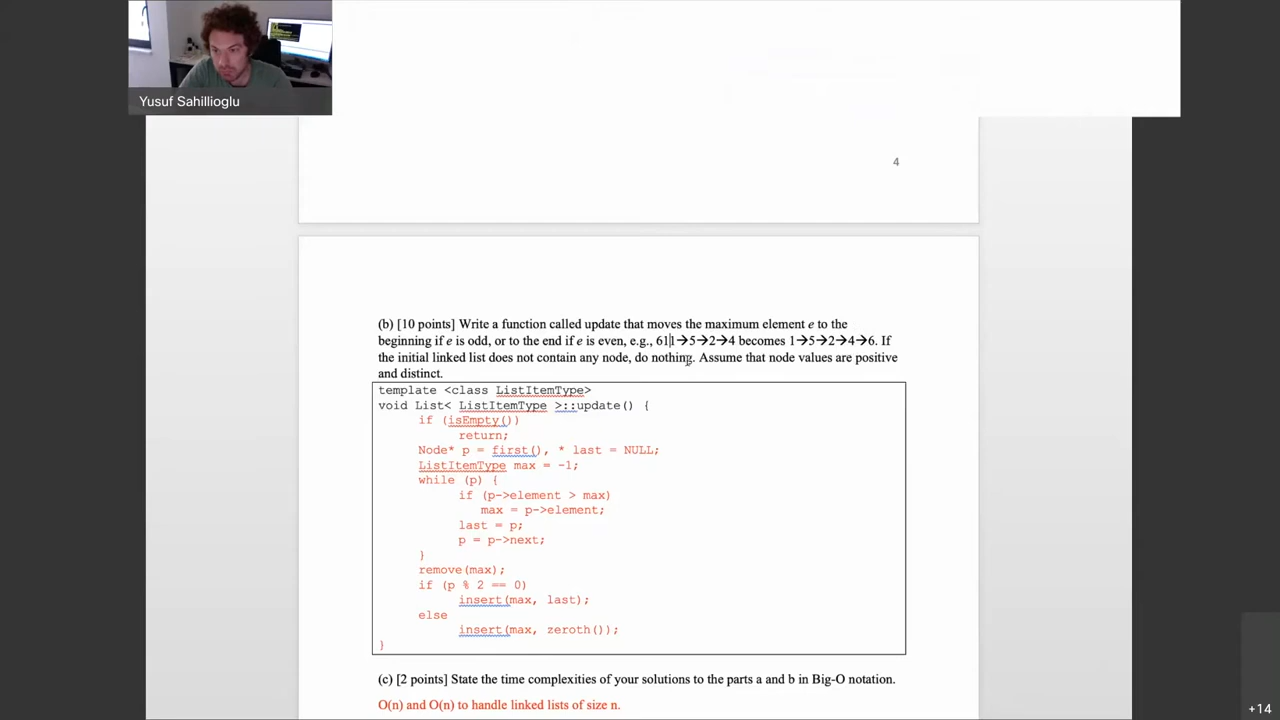 Yusuf Sahillioglu
4
(b) [10 points] Write a function called update that moves the maximum element e to the
beginning if e is odd, or to the end if e is even, e.g., 611→5→2→4 becomes 1→5→2→4→6. If
the initial linked list does not contain any node, do nothing. Assume that node values are positive
and distinct.
template <class ListItemType>
void List< ListItemType >::update() {
if (isEmpty())
return;
Node* p = first(), * last = NULL;
ListItemType max = -1;
while (p) {
if (p->element > max)
max = p->element;
last = p;
p = p->next;
}
remove(max);
if (p % 2 == 0)
insert(max, last);
else
insert(max, zeroth());
}
(c) [2 points] State the time complexities of your solutions to the parts a and b in Big-O notation.
O(n) and O(n) to handle linked lists of size n.
+14